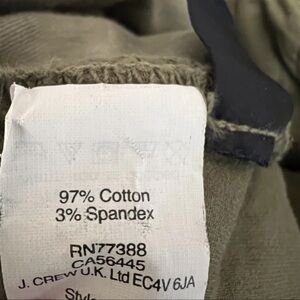 97% Cotton
3% Spandex
RN77388
CA56445
J. CREW U.K. Ltd EC4V 6JA